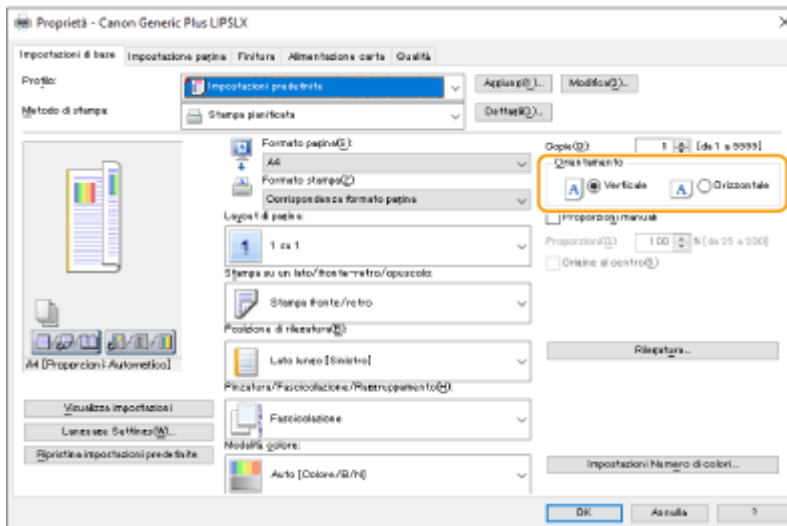 Proprietà - Canon Generic Plus LIPSLX
Impostazioni di base Impostazione pagina Finitura Alimentazione carta Qualità
Profilo: Impostazioni predefinite Aggiungi(1)... Modifica(2)...
Metodo di stampa: Stampa pianificata Dettagli(3)...
Formato pagina(S):
A4
Formato stampa(Z)
Corrispondenza formato pagina
Layout di pagina:
1 1 su 1
Stampa su un lato/fronte-retro/opuscolo:
Stampa fronte/retro
Posizione di rilegatura(B):
Lato lungo [Sinistro]
Pinzatura/Fascicolazione/Raggruppamento(H):
Fascicolazione
Modalità colore:
Auto [Colore/B/N]
Copie(Q): 1 [da 1 a 9999]
Orientamento
A Verticale A Orizzontale
Proporzioni manuali
Proporzioni(G): 100 % [da 25 a 200]
Origine al centro(5)
Rilegatura...
Impostazioni Numero di colori...
A4 [Proporzioni: Automatico]
Visualizza impostazioni
Language Settings(W)...
Ripristina impostazioni predefinite
OK Annulla ?